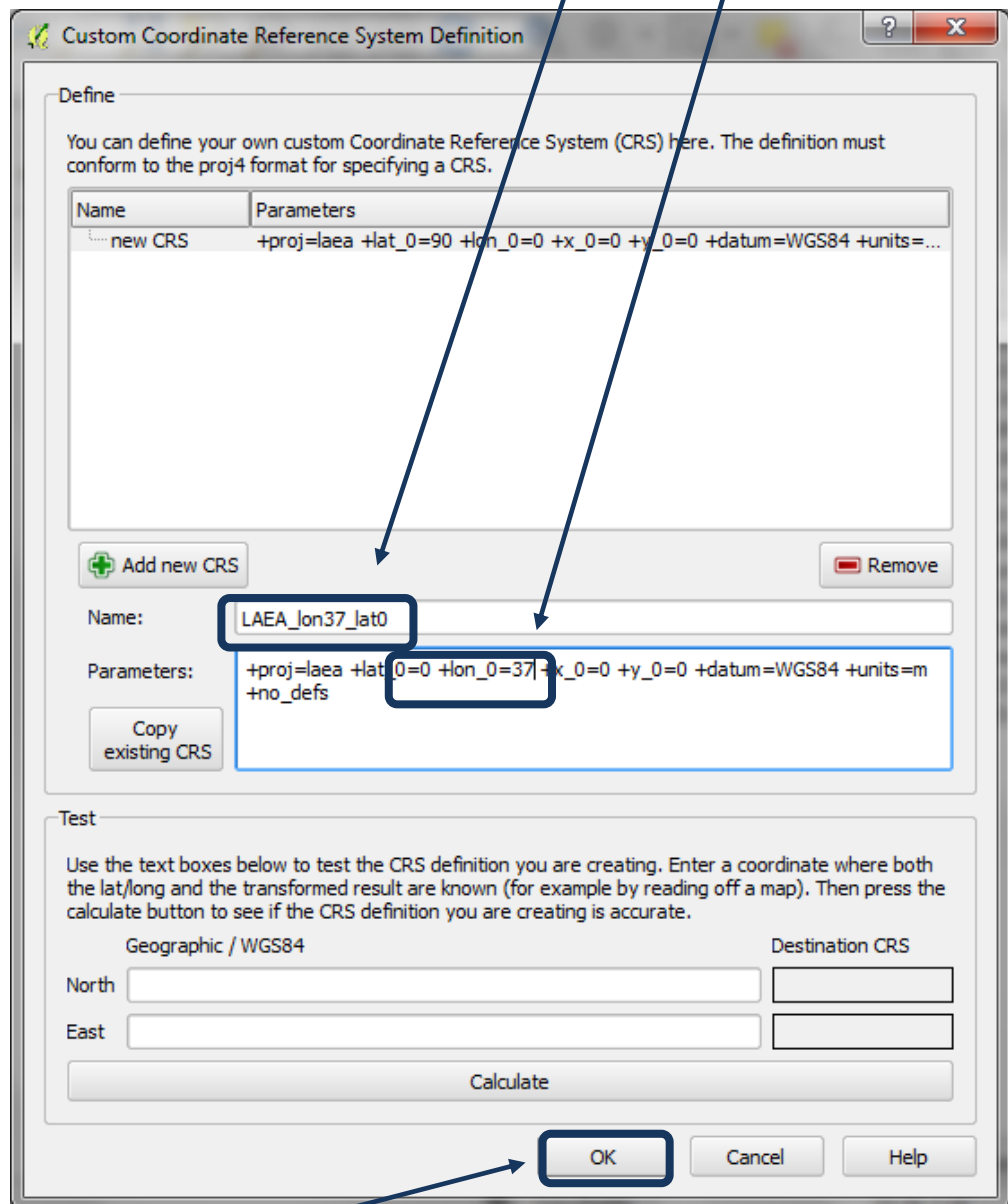 Custom Coordinate Reference System Definition
Define
You can define your own custom Coordinate Reference System (CRS) here. The definition must
conform to the proj4 format for specifying a CRS.
Name Parameters
new CRS +proj=laea +lat_0=90 +lon_0=0 +x_0=0 +y_0=0 +datum=WGS84 +units=...
Add new CRS Remove
Name: LAEA_lon37_lat0
Parameters: +proj=laea +lat_0=0 +lon_0=37 +x_0=0 +y_0=0 +datum=WGS84 +units=m
+no_defs
Copy
existing CRS
Test
Use the text boxes below to test the CRS definition you are creating. Enter a coordinate where both
the lat/long and the transformed result are known (for example by reading off a map). Then press the
calculate button to see if the CRS definition you are creating is accurate.
Geographic / WGS84 Destination CRS
North
East
Calculate
OK Cancel Help